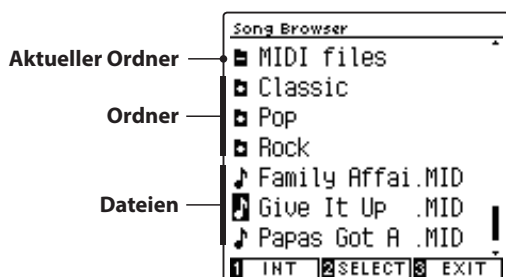 Song Browser
Aktueller Ordner
MIDI files
Classic
Ordner
Pop
Rock
Family Affai.MID
Dateien
Give It Up .MID
Papas Got A .MID
1 INT 2 SELECT 3 EXIT